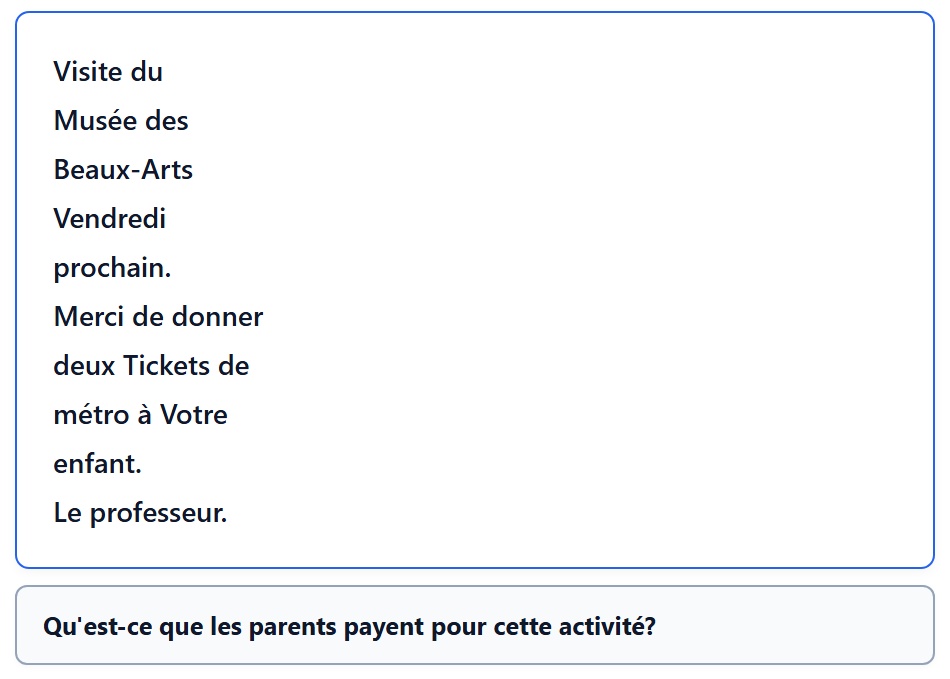 Visite du
Musée des
Beaux-Arts
Vendredi
prochain.
Merci de donner
deux Tickets de
métro à Votre
enfant.
Le professeur.
Qu'est-ce que les parents payent pour cette activité?